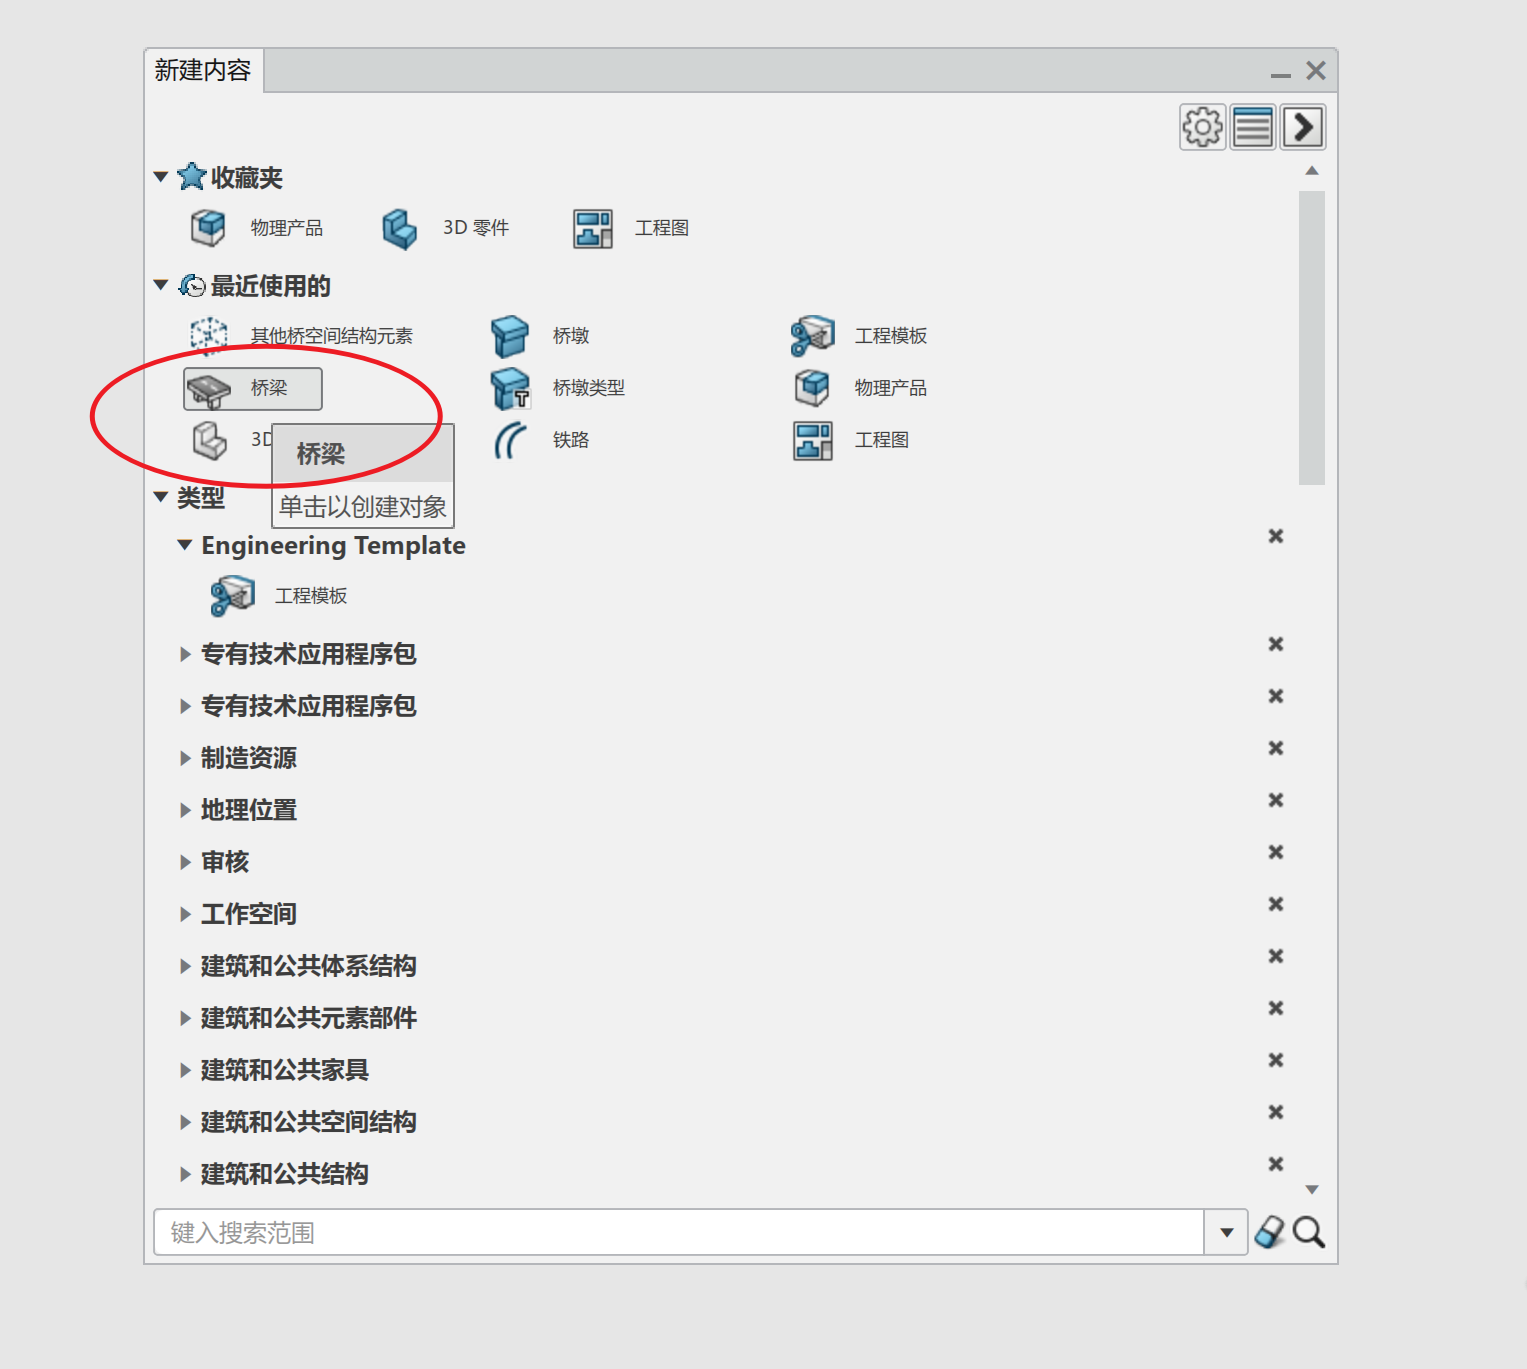 新建内容
收藏夹
物理产品 3D 零件 工程图
最近使用的
其他桥空间结构元素 桥墩 工程模板
桥梁 桥墩类型 物理产品
3D 铁路 工程图
桥梁
单击以创建对象
类型
Engineering Template
工程模板
专有技术应用程序包
专有技术应用程序包
制造资源
地理位置
审核
工作空间
建筑和公共体系结构
建筑和公共元素部件
建筑和公共家具
建筑和公共空间结构
建筑和公共结构
键入搜索范围